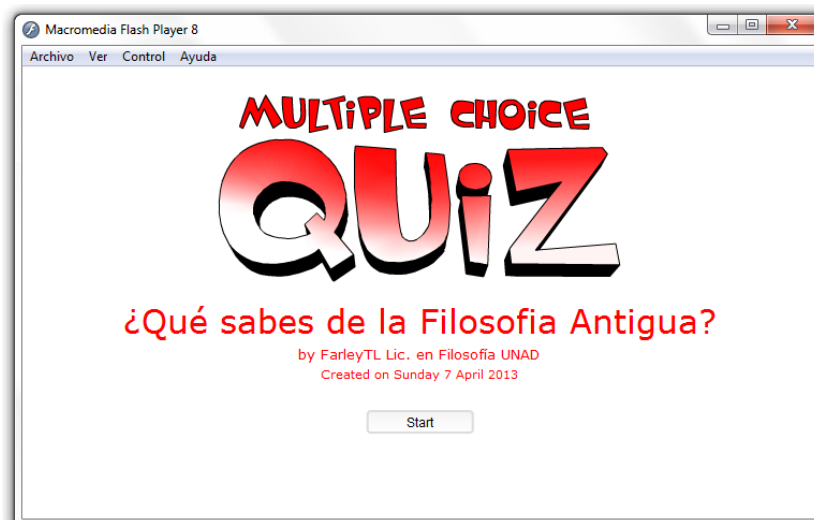 Macromedia Flash Player 8
Archivo Ver Control Ayuda
MULTiPLE CHOiCE
QUiZ
¿Qué sabes de la Filosofia Antigua?
by FarleyTL Lic. en Filosofía UNAD
Created on Sunday 7 April 2013
Start